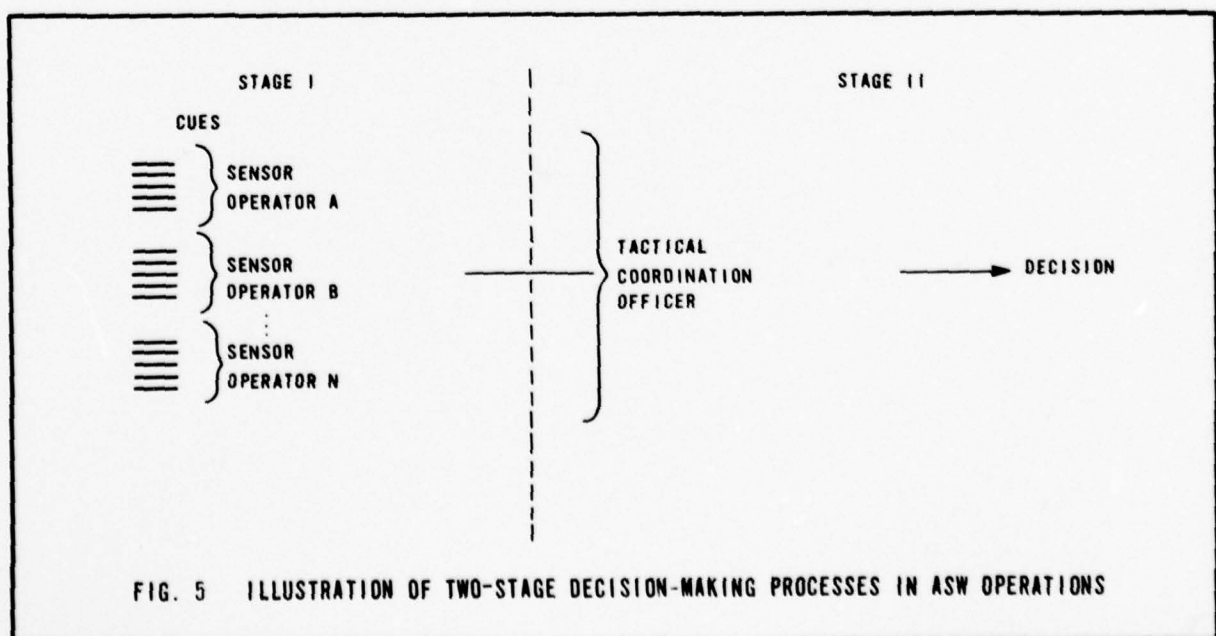 STAGE I
STAGE II
CUES
SENSOR
OPERATOR A
SENSOR
OPERATOR B
SENSOR
OPERATOR N
TACTICAL
COORDINATION
OFFICER
DECISION
FIG. 5 ILLUSTRATION OF TWO-STAGE DECISION-MAKING PROCESSES IN ASW OPERATIONS